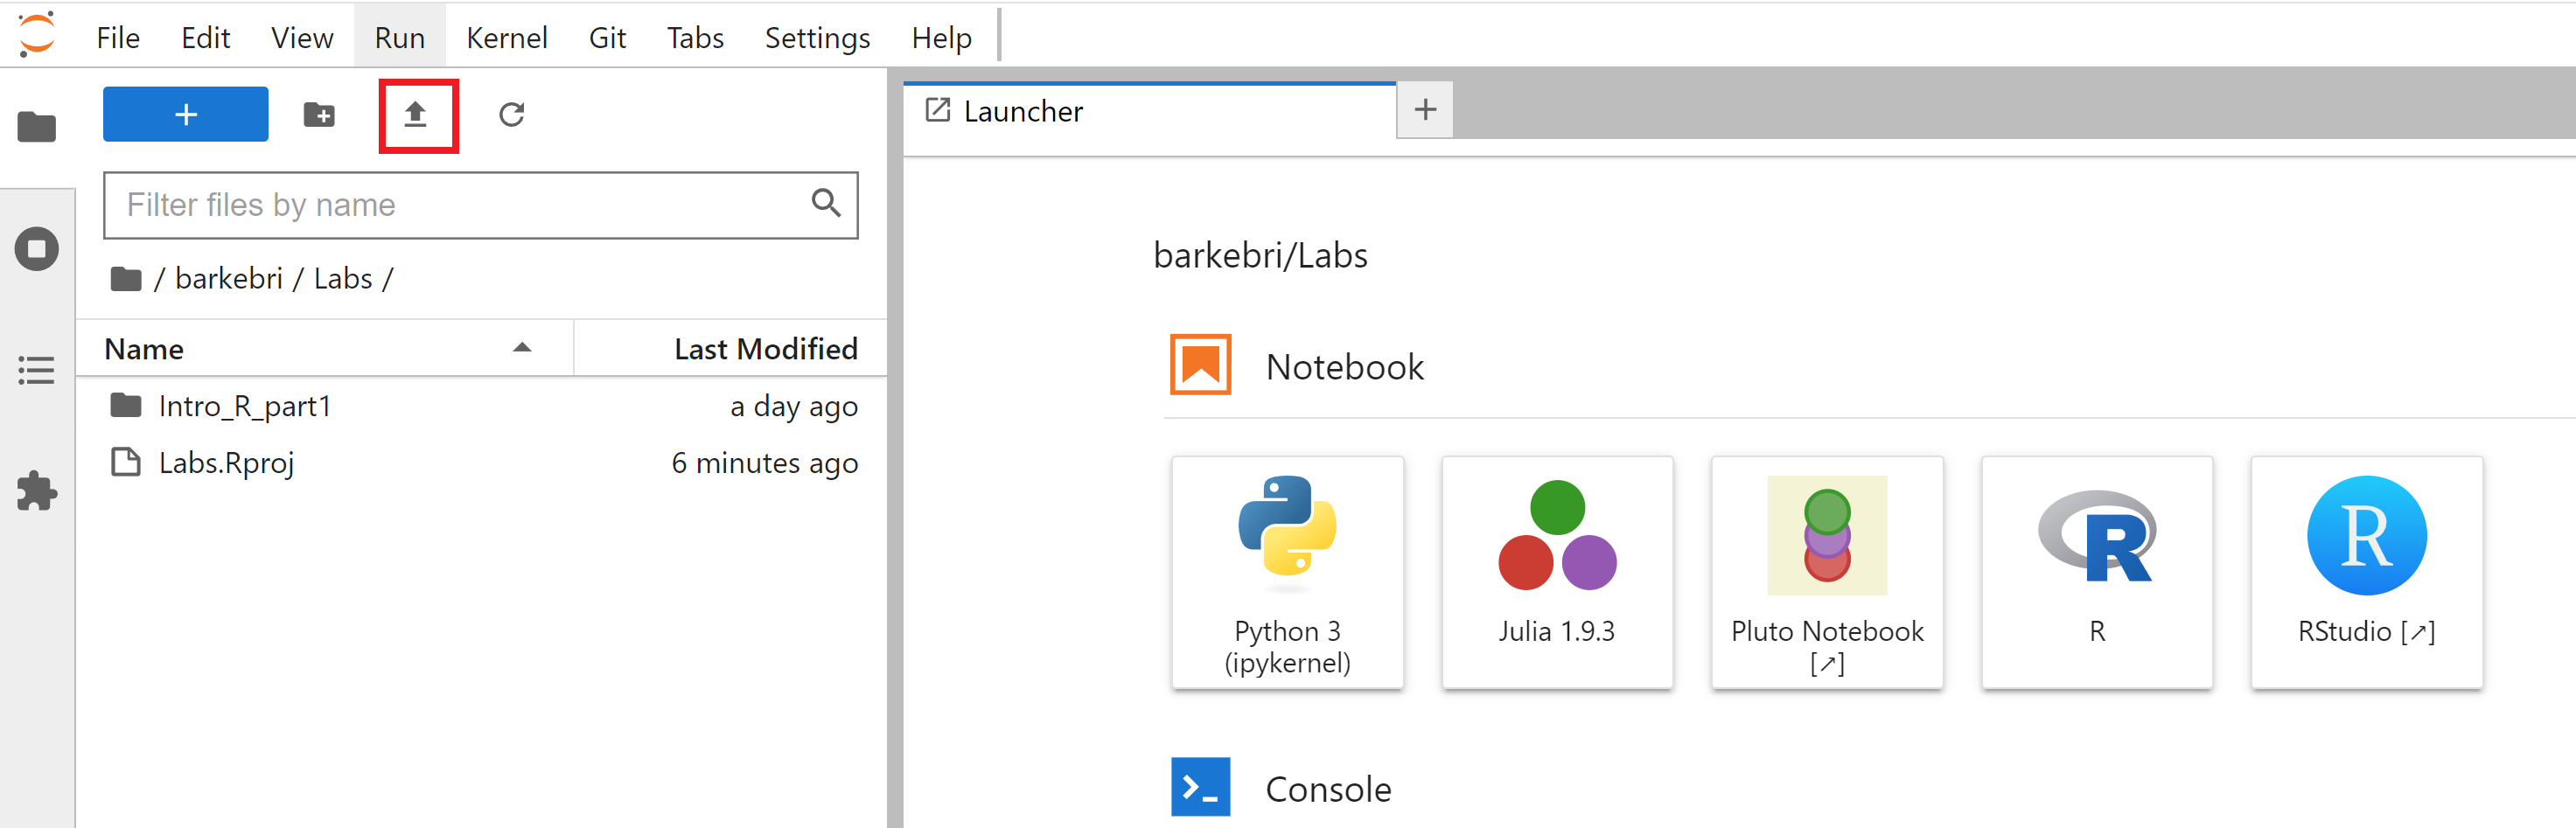 File Edit View Run Kernel Git Tabs Settings Help
Launcher
Filter files by name
/ barkebri / Labs /
Name Last Modified
Intro_R_part1 a day ago
Labs.Rproj 6 minutes ago
barkebri/Labs
Notebook
Python 3
(ipykernel)
Julia 1.9.3
Pluto Notebook
[↗]
R
RStudio [↗]
Console